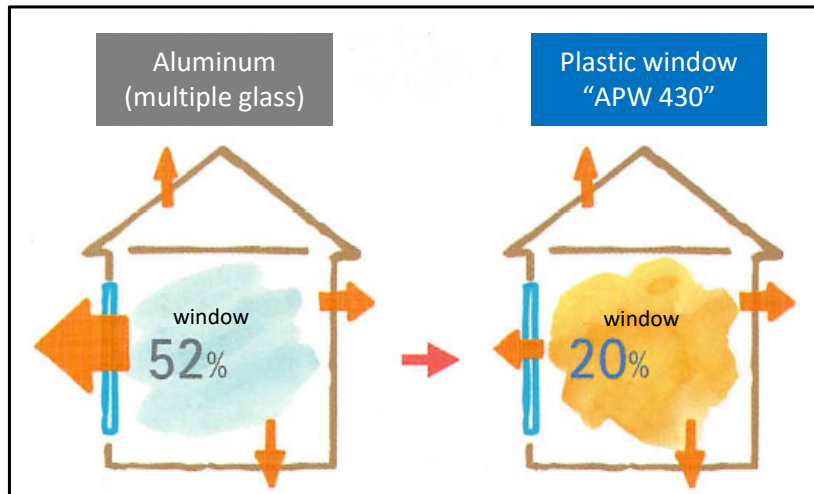 Aluminum
(multiple glass)
Plastic window
“APW 430”
window
52%
window
20%